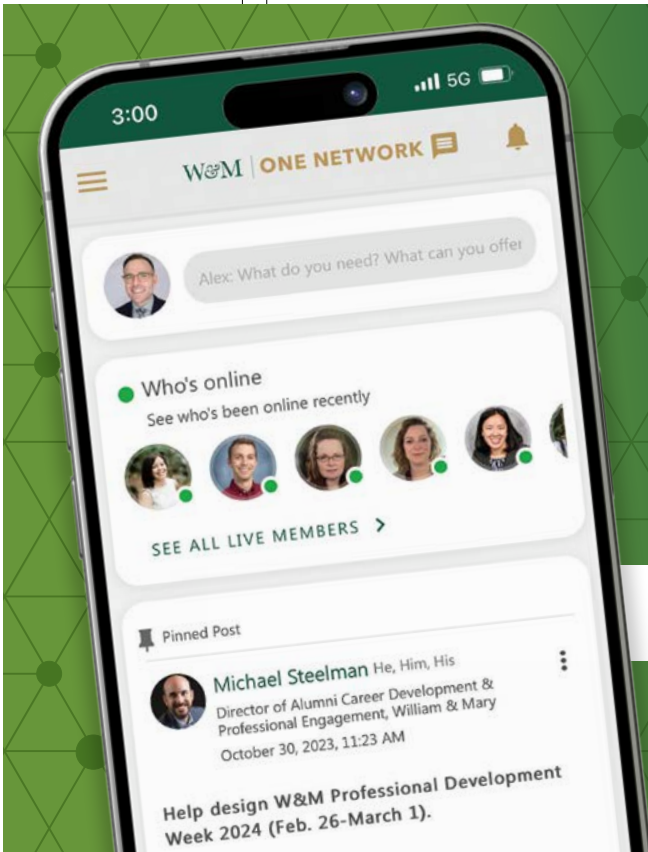 3:00
5G
W&M | ONE NETWORK
Alex: What do you need? What can you offer
Who's online
See who's been online recently
SEE ALL LIVE MEMBERS >
Pinned Post
Michael Steelman He, Him, His
Director of Alumni Career Development &
Professional Engagement, William & Mary
October 30, 2023, 11:23 AM
Help design W&M Professional Development
Week 2024 (Feb. 26-March 1).